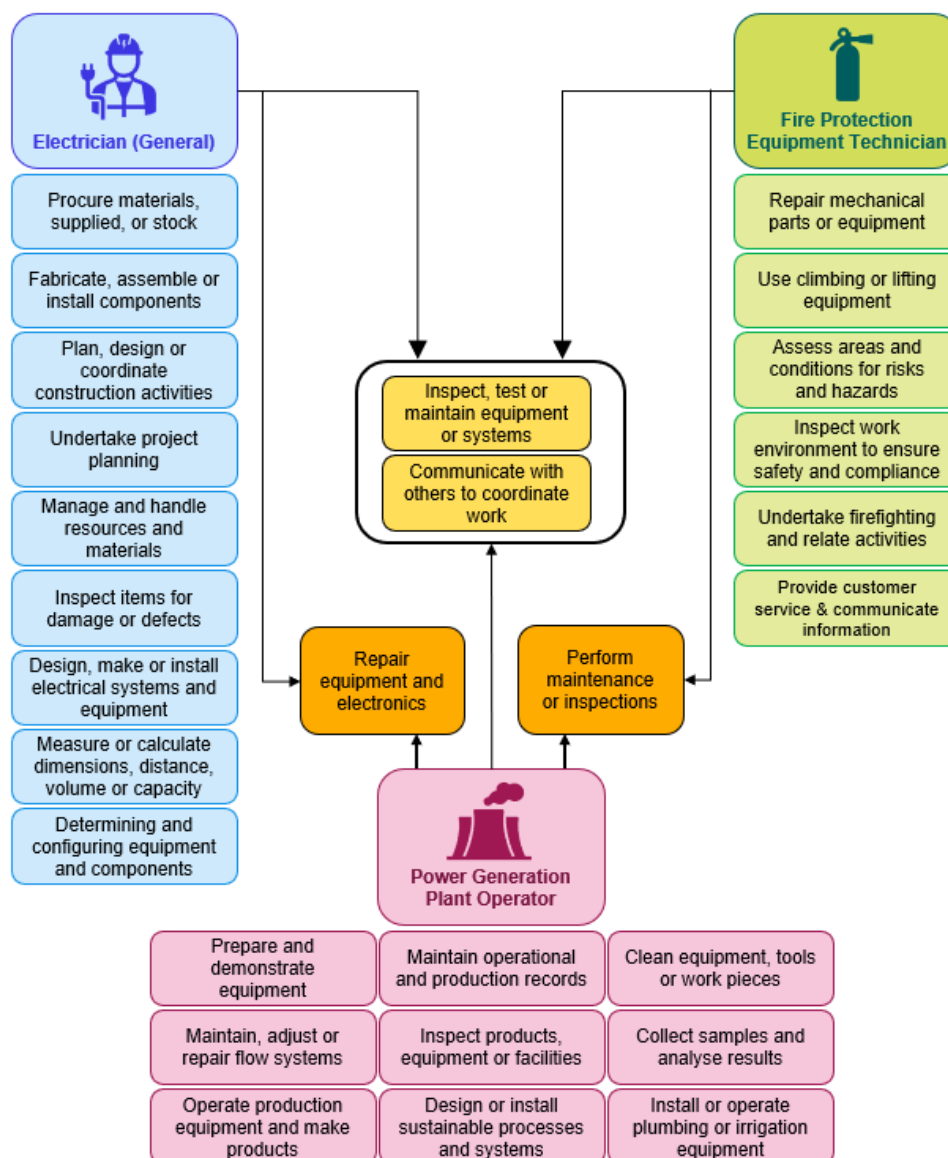 Electrician (General)
Procure materials,
supplied, or stock
Fabricate, assemble or
install components
Plan, design or
coordinate
construction activities
Undertake project
planning
Manage and handle
resources and
materials
Inspect items for
damage or defects
Design, make or install
electrical systems and
equipment
Measure or calculate
dimensions, distance,
volume or capacity
Determining and
configuring equipment
and components
Fire Protection
Equipment Technician
Repair mechanical
parts or equipment
Use climbing or lifting
equipment
Assess areas and
conditions for risks
and hazards
Inspect work
environment to ensure
safety and compliance
Undertake firefighting
and relate activities
Provide customer
service & communicate
information
Inspect, test or
maintain equipment
or systems
Communicate with
others to coordinate
work
Repair
equipment and
electronics
Perform
maintenance
or inspections
Power Generation
Plant Operator
Prepare and
demonstrate
equipment
Maintain operational
and production records
Clean equipment, tools
or work pieces
Maintain, adjust or
repair flow systems
Inspect products,
equipment or facilities
Collect samples and
analyse results
Operate production
equipment and make
products
Design or install
sustainable processes
and systems
Install or operate
plumbing or irrigation
equipment